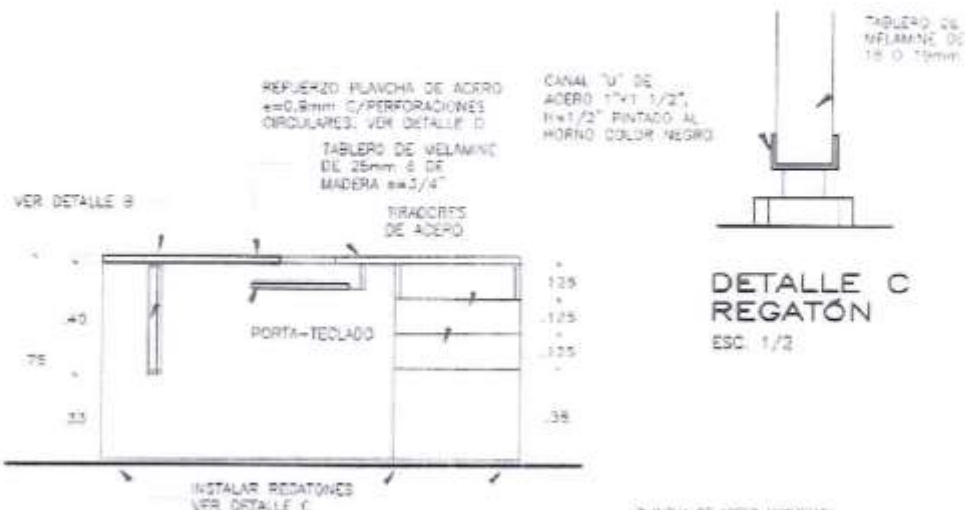 TABLERO DE
MELAMINE DE
18 O 19mm
REFUERZO PLANCHA DE ACERO
e=0,9mm C/PERFORACIONES
CIRCULARES. VER DETALLE D
CANAL "U" DE
ACERO 1"X1 1/2",
H=1/2" PINTADO AL
HORNO COLOR NEGRO
TABLERO DE MELAMINE
DE 25mm ó DE
MADERA e=3/4"
VER DETALLE B
TIRADORES
DE ACERO
.125
.125
.125
.38
.40
75
.33
PORTA-TECLADO
DETALLE C
REGATÓN
ESC. 1/2
INSTALAR REGATONES
VER DETALLE C